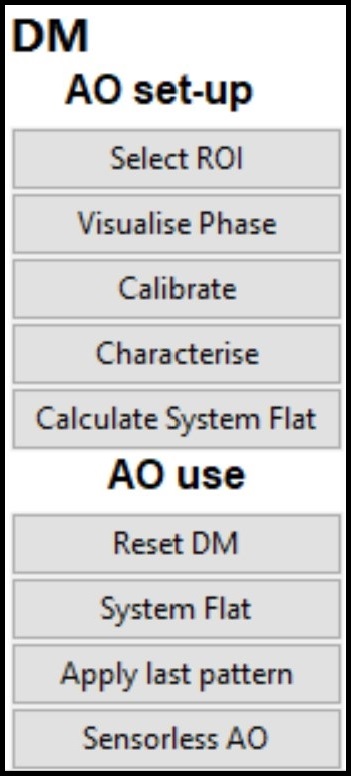 DM
AO set-up
Select ROI
Visualise Phase
Calibrate
Characterise
Calculate System Flat
AO use
Reset DM
System Flat
Apply last pattern
Sensorless AO